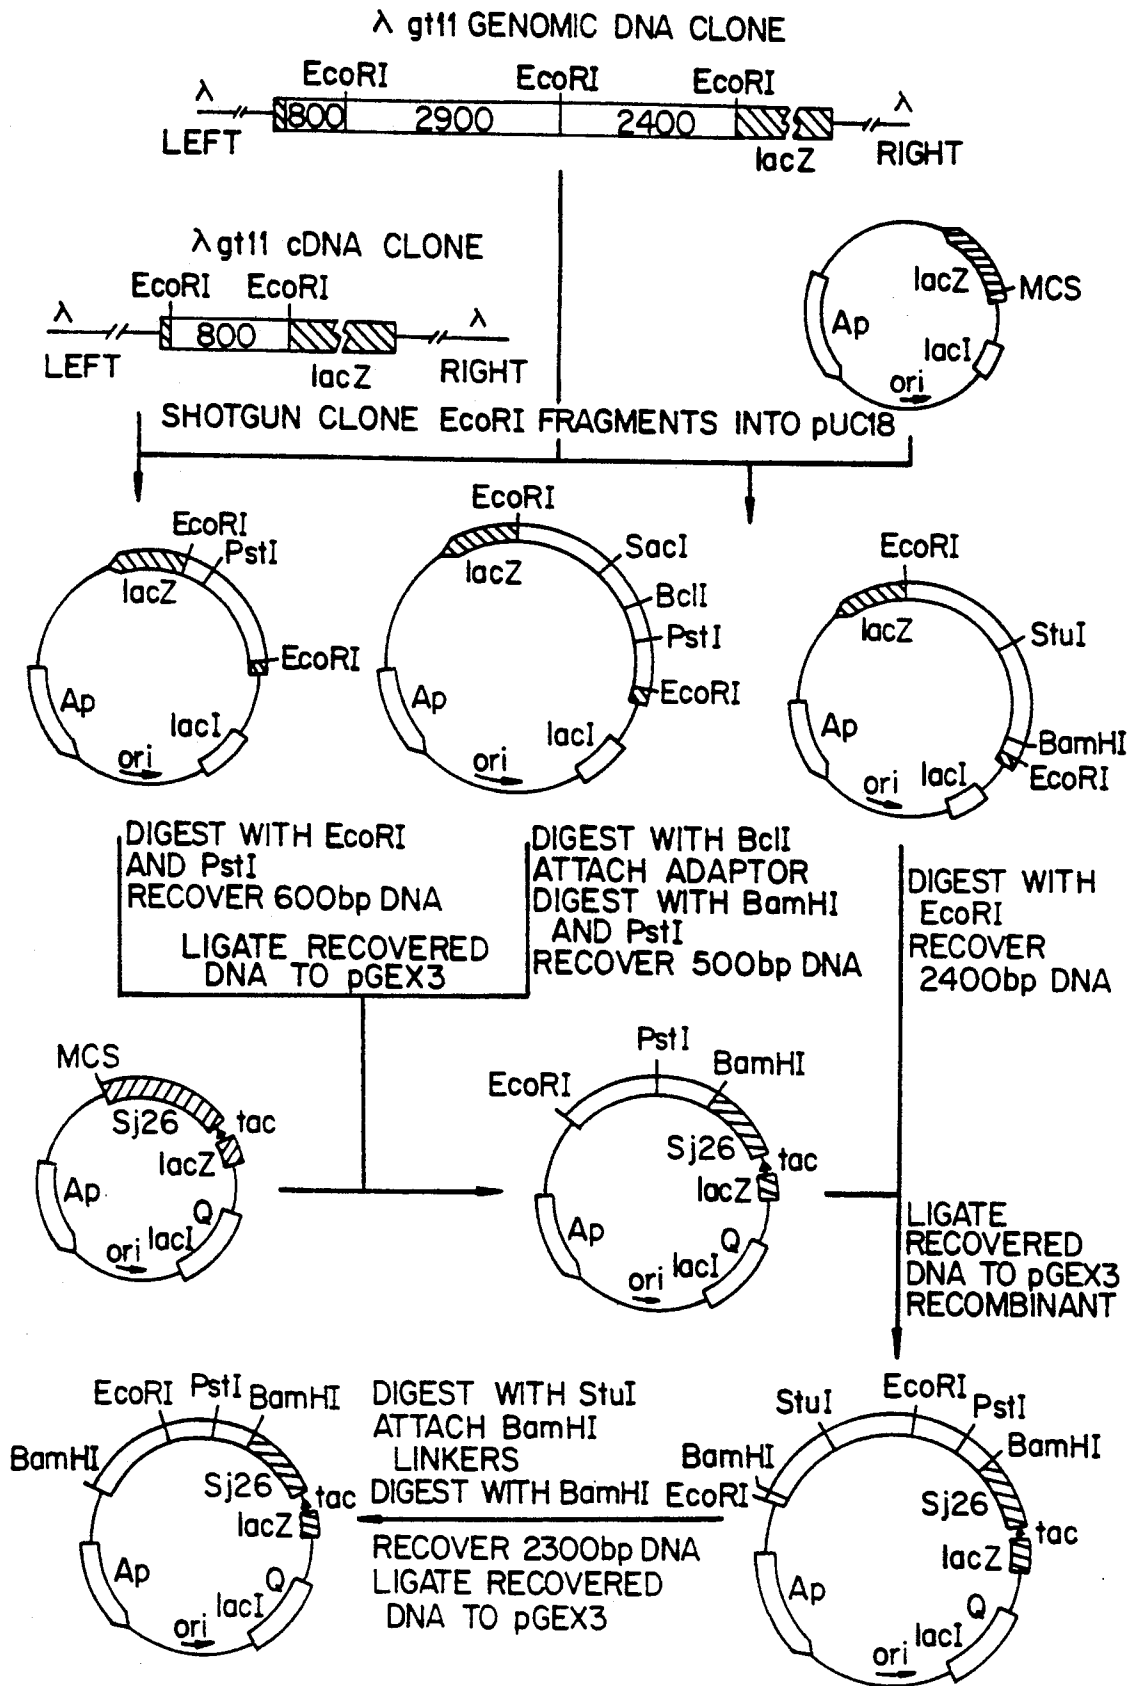 λ gt11 GENOMIC DNA CLONE
EcoRI EcoRI EcoRI
λ 800 2900 2400 λ
LEFT lacZ RIGHT
λ gt11 cDNA CLONE
EcoRI EcoRI
λ 800 λ
LEFT lacZ RIGHT
lacZ MCS
Ap lacI
ori
SHOTGUN CLONE EcoRI FRAGMENTS INTO pUC18
EcoRI
PstI
lacZ
EcoRI
Ap lacI
ori
EcoRI
SacI
lacZ
BclI
PstI
EcoRI
Ap lacI
ori
EcoRI
lacZ StuI
Ap BamHI
lacI EcoRI
ori
DIGEST WITH EcoRI
AND PstI
RECOVER 600bp DNA
LIGATE RECOVERED
DNA TO pGEX3
DIGEST WITH BclI
ATTACH ADAPTOR
DIGEST WITH BamHI
AND PstI
RECOVER 500bp DNA
DIGEST WITH
EcoRI
RECOVER
2400bp DNA
MCS
Sj26 tac
lacZ
Ap Q
lacI
ori
PstI
EcoRI BamHI
Sj26 tac
lacZ
Ap Q
lacI
ori
LIGATE
RECOVERED
DNA TO pGEX3
RECOMBINANT
EcoRI PstI BamHI
BamHI
Sj26 tac
lacZ
Ap Q
lacI
ori
DIGEST WITH StuI
ATTACH BamHI
LINKERS
DIGEST WITH BamHI
RECOVER 2300bp DNA
LIGATE RECOVERED
DNA TO pGEX3
EcoRI
StuI PstI
BamHI BamHI
EcoRI Sj26
tac
lacZ
Ap Q
lacI
ori